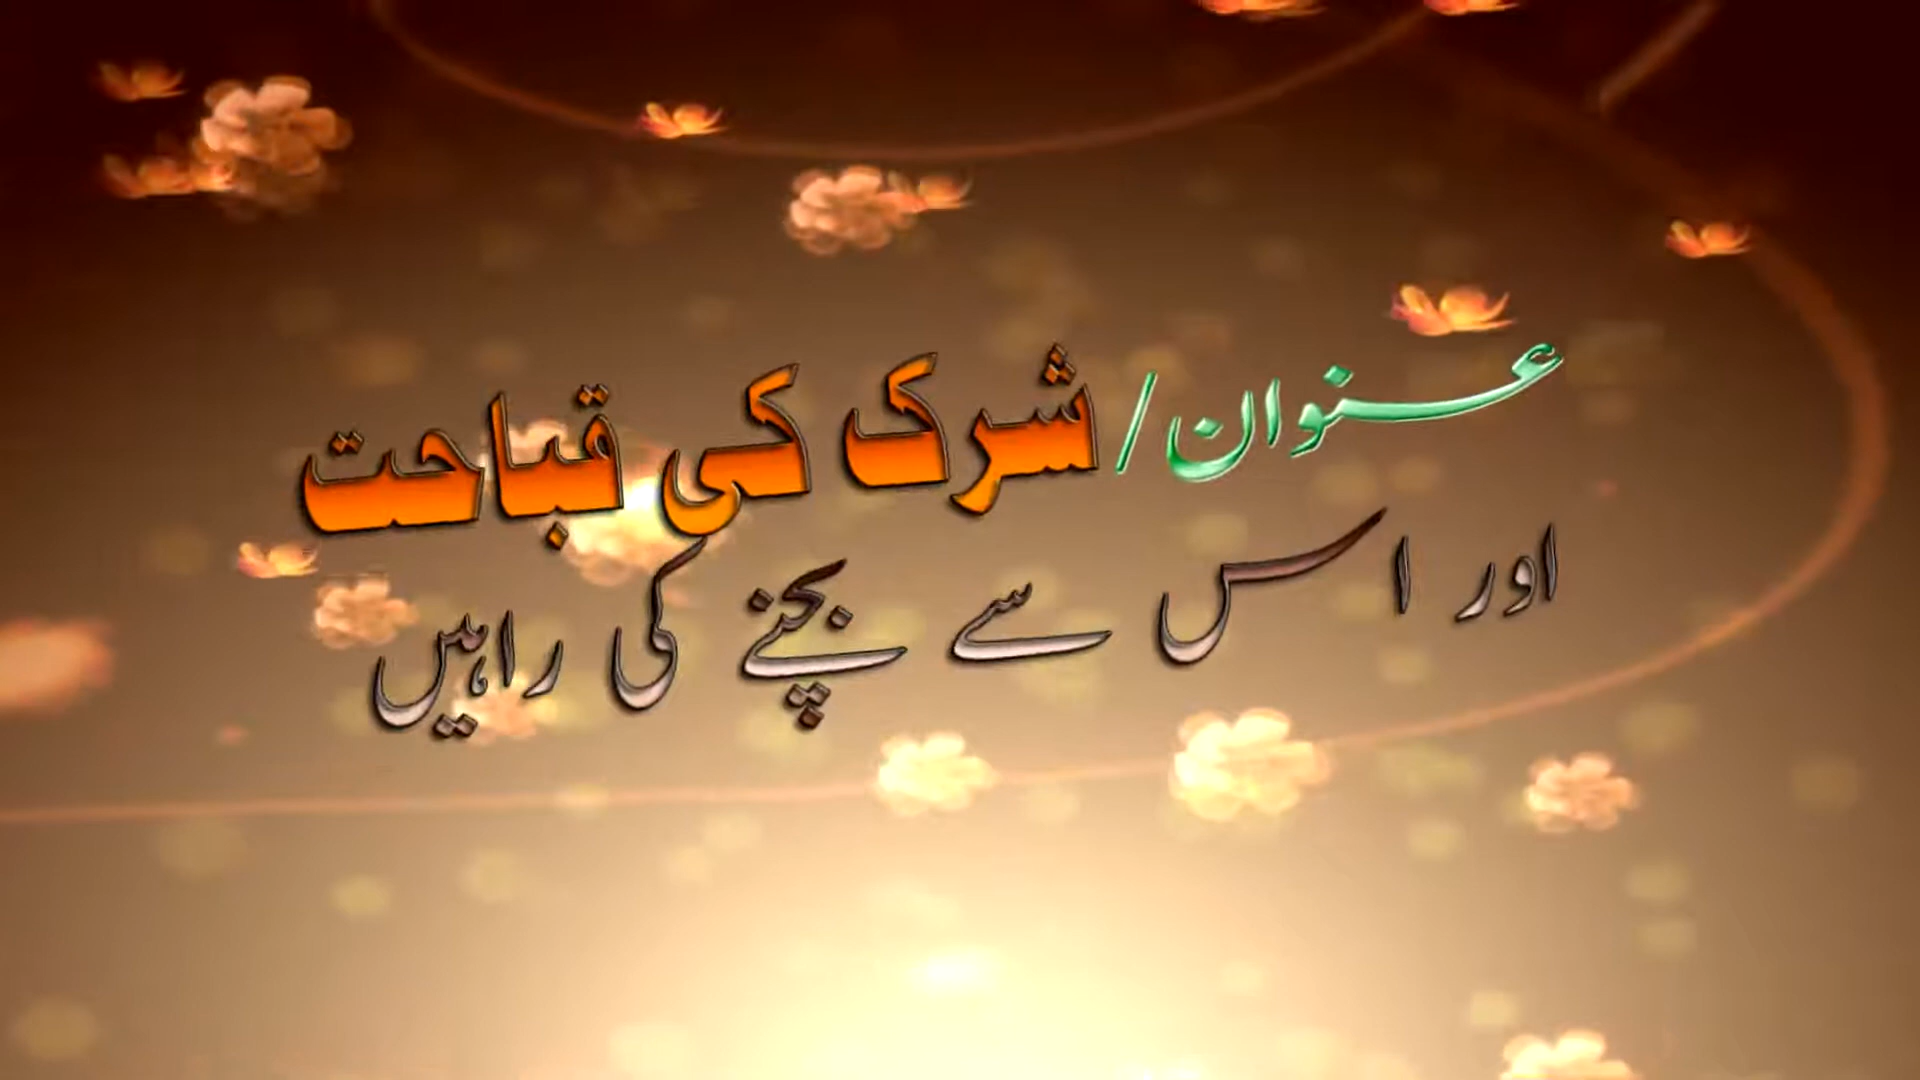 عنوان/ شرک کی قباحت
اور اس سے بچنے کی راہیں